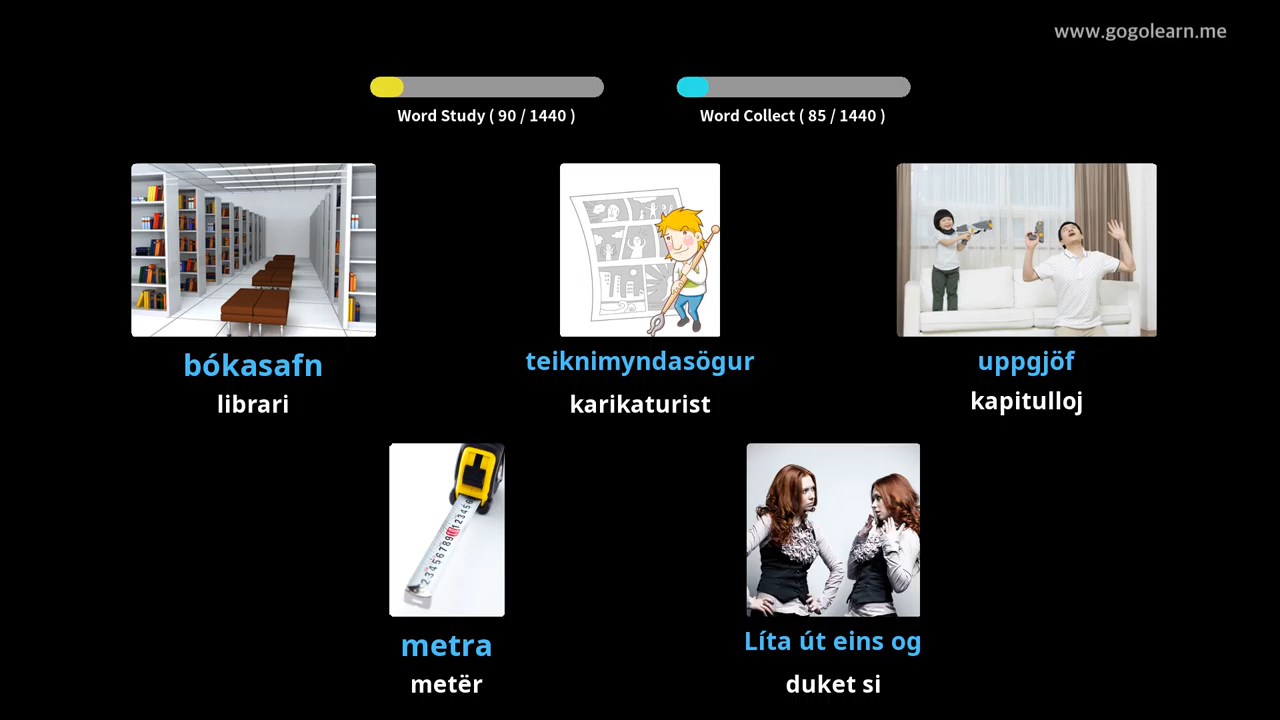 www.gogolearn.me
Word Study ( 90 / 1440 )
Word Collect ( 85 / 1440 )
bókasafn
librari
teiknimyndasögur
karikaturist
uppgjöf
kapitulloj
metra
metër
Líta út eins og
duket si